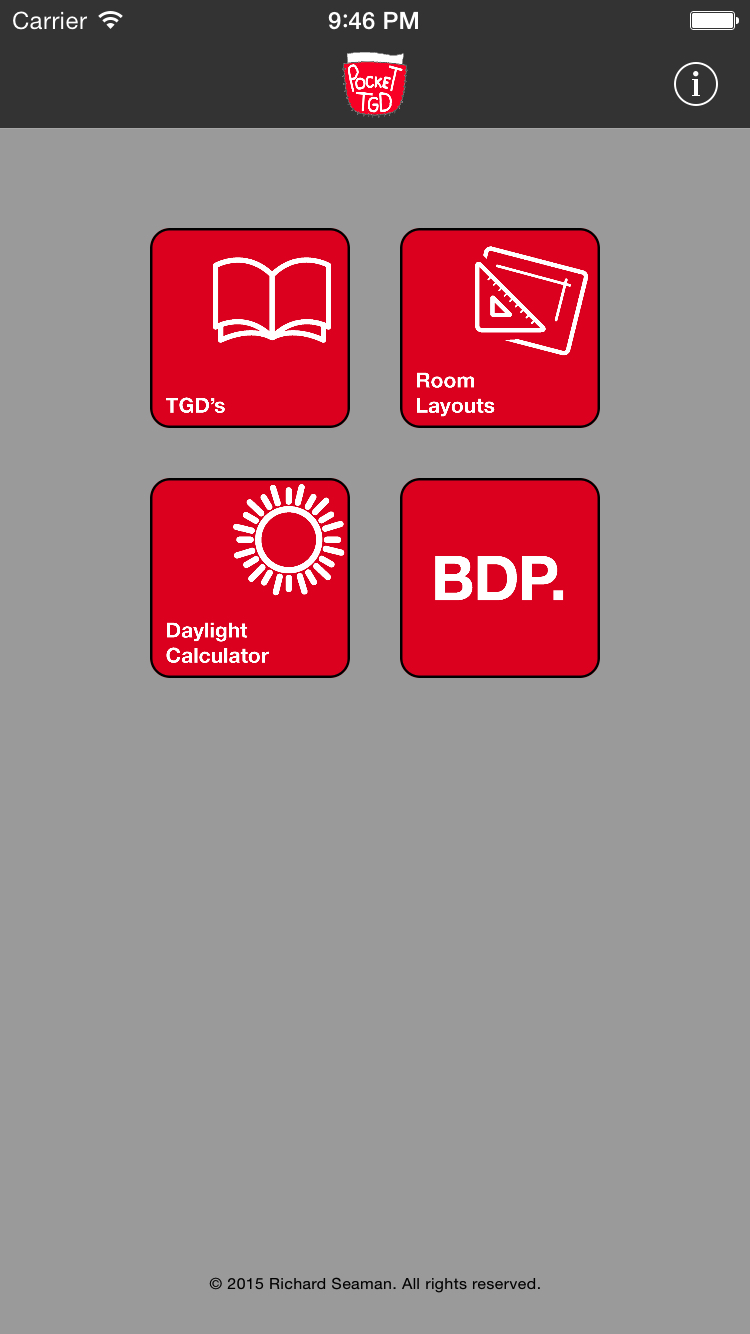 Carrier 9:46 PM
POCKET
TGD
i
TGD’s
Room
Layouts
Daylight
Calculator
BDP.
© 2015 Richard Seaman. All rights reserved.